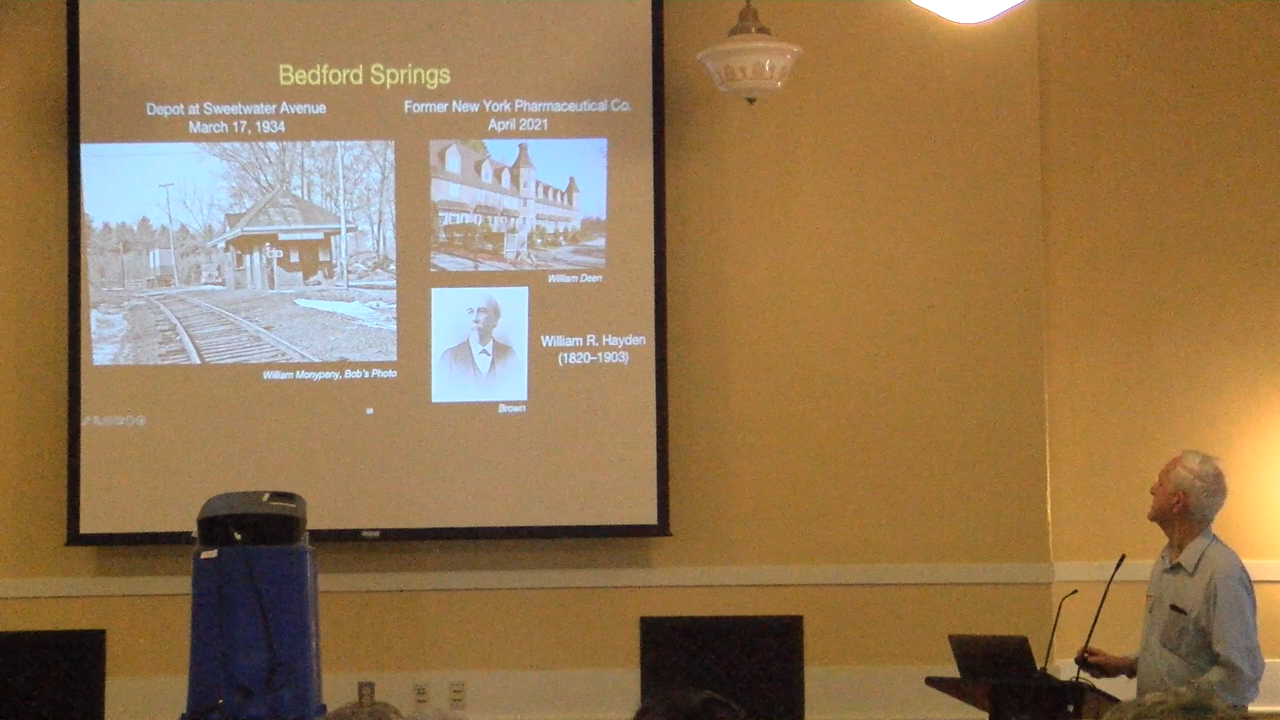 Bedford Springs
Depot at Sweetwater Avenue
March 17, 1934
Former New York Pharmaceutical Co.
April 2021
William Deen
William R. Hayden
(1820–1903)
William Monypeny, Bob's Photo
Brown